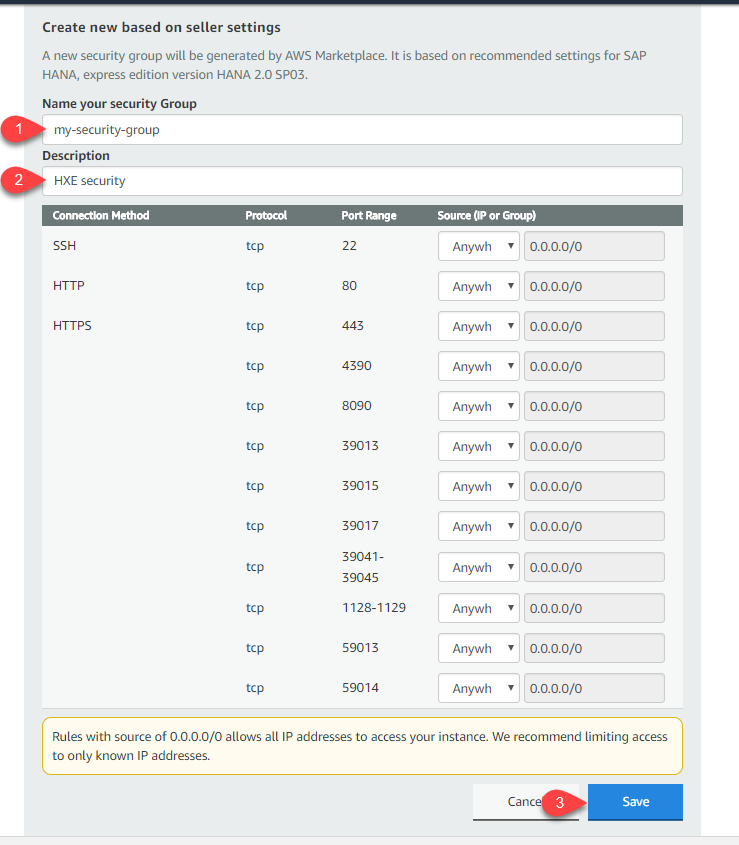 Create new based on seller settings
A new security group will be generated by AWS Marketplace. It is based on recommended settings for SAP
HANA, express edition version HANA 2.0 SP03.
Name your security Group
1 my-security-group
Description
2 HXE security
Connection Method Protocol Port Range Source (IP or Group)
SSH tcp 22 Anywh 0.0.0.0/0
HTTP tcp 80 Anywh 0.0.0.0/0
HTTPS tcp 443 Anywh 0.0.0.0/0
tcp 4390 Anywh 0.0.0.0/0
tcp 8090 Anywh 0.0.0.0/0
tcp 39013 Anywh 0.0.0.0/0
tcp 39015 Anywh 0.0.0.0/0
tcp 39017 Anywh 0.0.0.0/0
tcp 39041-
39045 Anywh 0.0.0.0/0
tcp 1128-1129 Anywh 0.0.0.0/0
tcp 59013 Anywh 0.0.0.0/0
tcp 59014 Anywh 0.0.0.0/0
Rules with source of 0.0.0.0/0 allows all IP addresses to access your instance. We recommend limiting access
to only known IP addresses.
Cance 3 Save